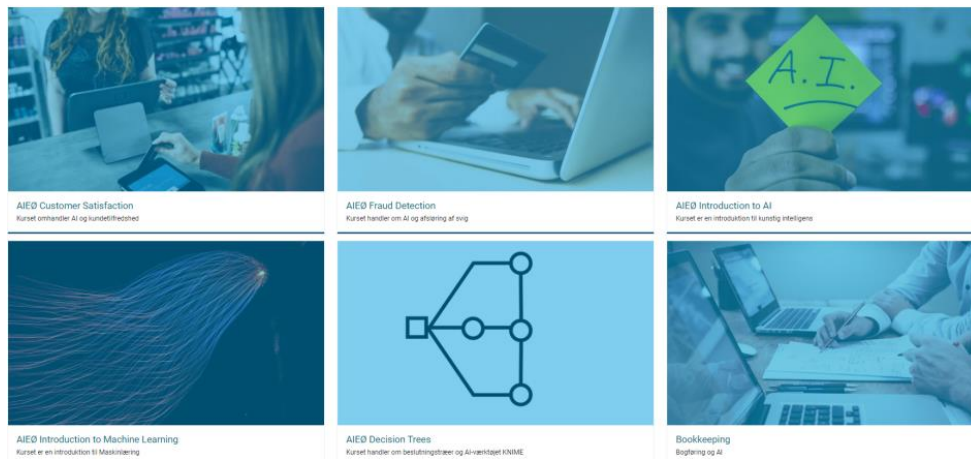 A.I.
AIEØ Customer Satisfaction
Kurset omhandler AI og kundetilfredshed
AIEØ Fraud Detection
Kurset handler om AI og afsløring af svig
AIEØ Introduction to AI
Kurset er en introduktion til kunstig intelligens
AIEØ Introduction to Machine Learning
Kurset er en introduktion til Maskinlæring
AIEØ Decision Trees
Kurset handler om beslutningstræer og AI-værktøjet KNIME
Bookkeeping
Bogføring og AI